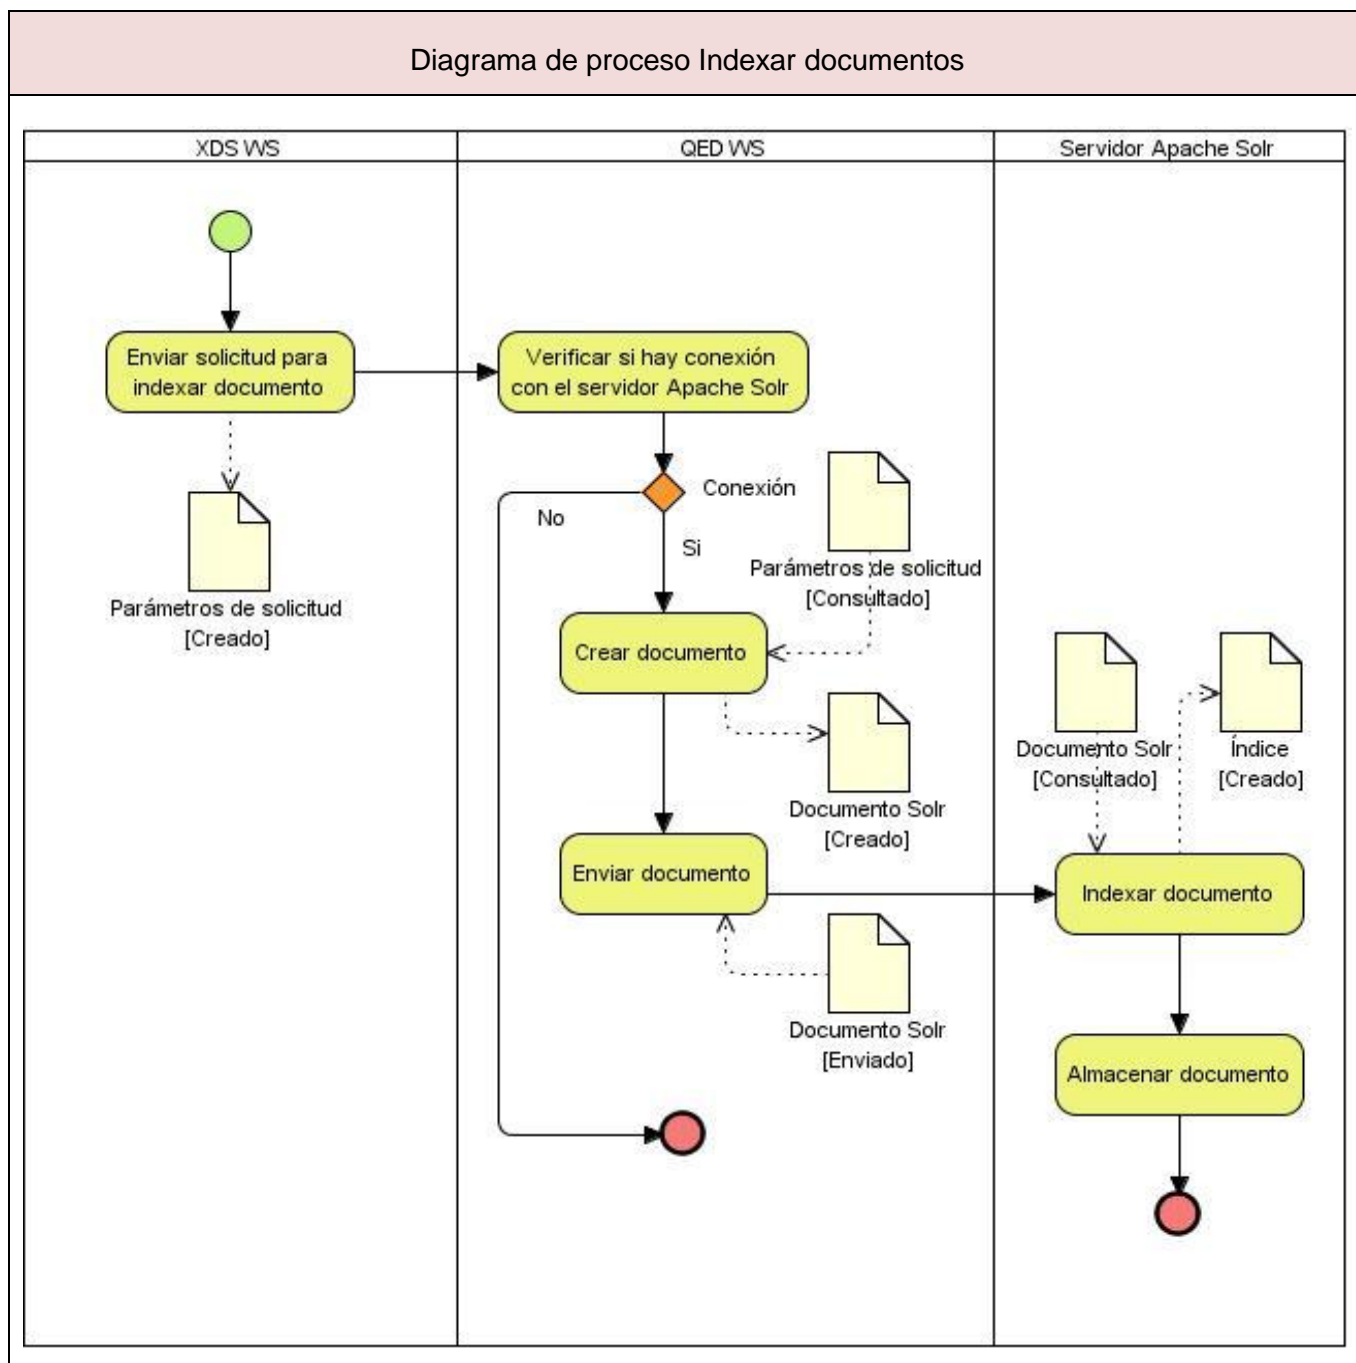 Diagrama de proceso Indexar documentos
XDS WS
QED WS
Servidor Apache Solr
Enviar solicitud para
indexar documento
Verificar si hay conexión
con el servidor Apache Solr
Conexión
No
Si
Parámetros de solicitud
[Creado]
Parámetros de solicitud
[Consultado]
Crear documento
Documento Solr
[Creado]
Enviar documento
Documento Solr
[Enviado]
Documento Solr
[Consultado]
Índice
[Creado]
Indexar documento
Almacenar documento